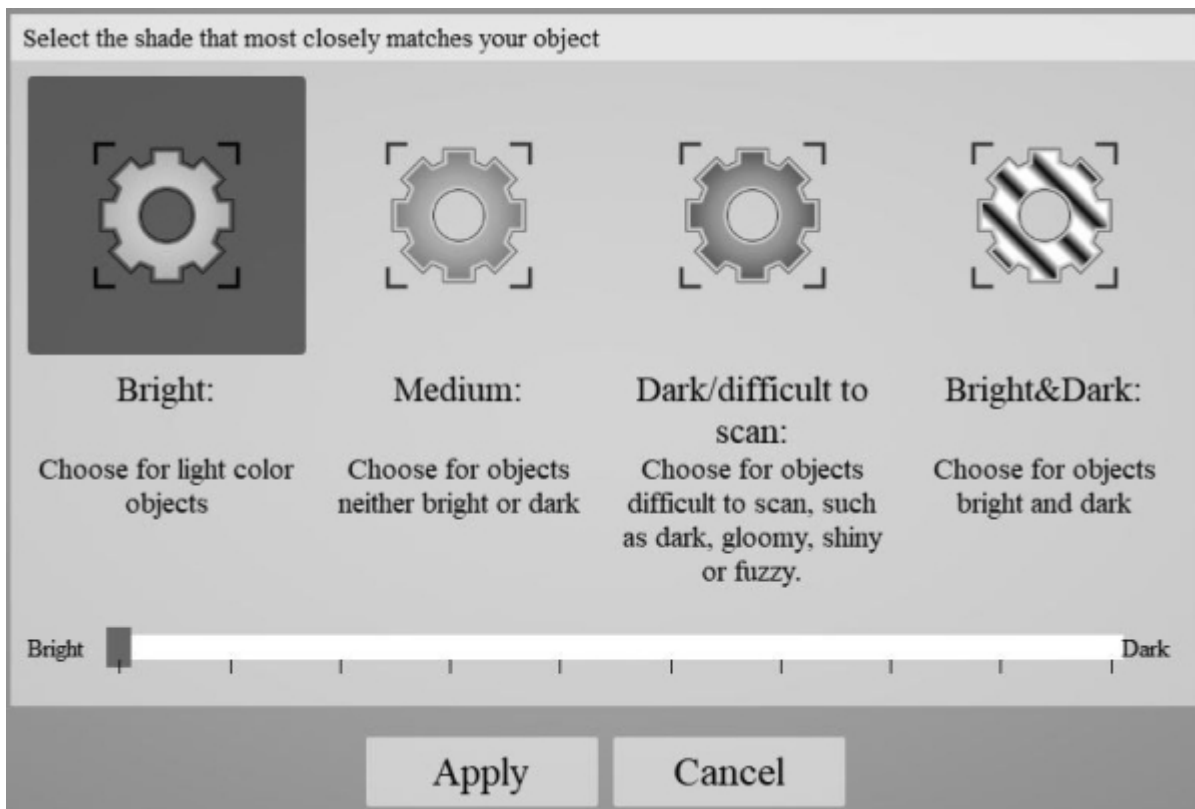 Select the shade that most closely matches your object
Bright:
Choose for light color
objects
Medium:
Choose for objects
neither bright or dark
Dark/difficult to
scan:
Choose for objects
difficult to scan, such
as dark, gloomy, shiny
or fuzzy.
Bright&Dark:
Choose for objects
bright and dark
Bright
Dark
Apply
Cancel